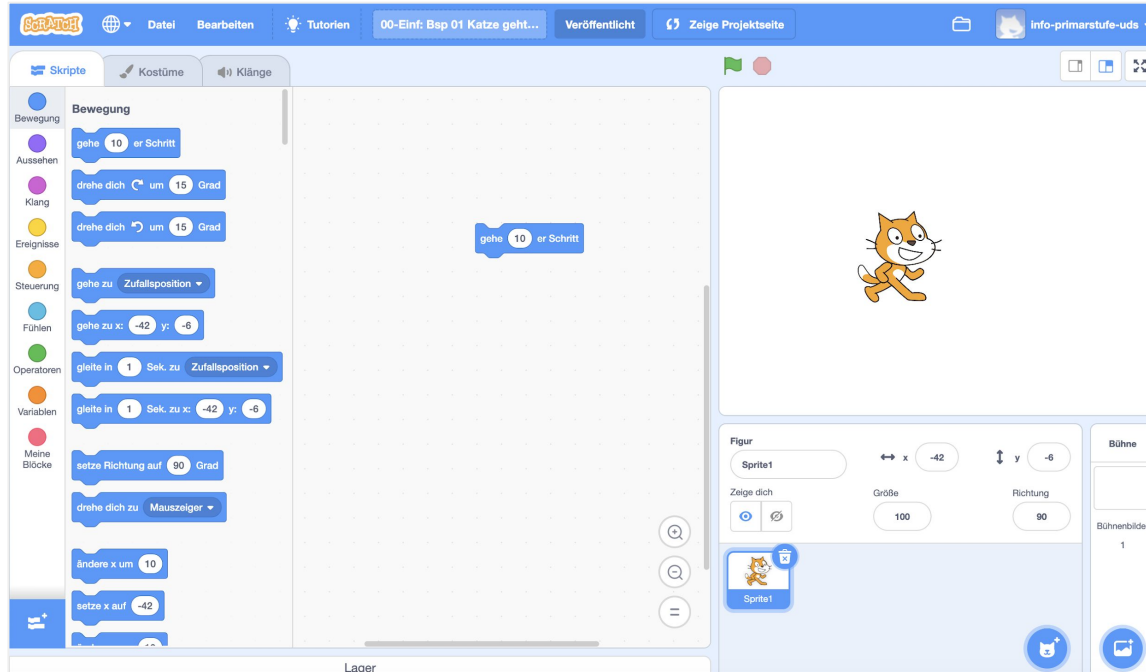 SCRATCH Datei Bearbeiten Tutorien 00-Einf: Bsp 01 Katze geht... Veröffentlicht Zeige Projektseite info-primarstufe-uds
Skripte Kostüme Klänge
Bewegung
Aussehen
Klang
Ereignisse
Steuerung
Fühlen
Operatoren
Variablen
Meine
Blöcke
Bewegung
gehe 10 er Schritt
drehe dich um 15 Grad
drehe dich um 15 Grad
gehe zu Zufallsposition
gehe zu x: -42 y: -6
gleite in 1 Sek. zu Zufallsposition
gleite in 1 Sek. zu x: -42 y: -6
setze Richtung auf 90 Grad
drehe dich zu Mauszeiger
ändere x um 10
setze x auf -42
gehe 10 er Schritt
Figur
Sprite1 x -42 y -6
Zeige dich Größe Richtung
100 90
Sprite1
Bühne
Bühnenbilde
1
Lager